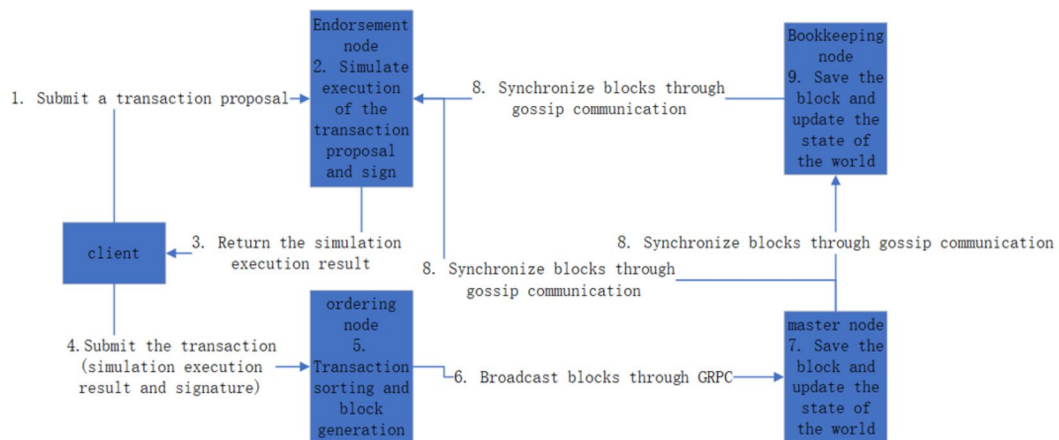 Endorsement
node
2. Simulate
execution
of the
transaction
proposal
and sign
Bookkeeping
node
9. Save the
block and
update the
state of
the world
1. Submit a transaction proposal
8. Synchronize blocks through
gossip communication
client
3. Return the simulation
execution result
8. Synchronize blocks through gossip communication
8. Synchronize blocks through
gossip communication
4.Submit the transaction
(simulation execution
result and signature)
ordering
node
5.
Transaction
sorting and
block
generation
6. Broadcast blocks through GRPC
master node
7. Save the
block and
update the
state of
the world